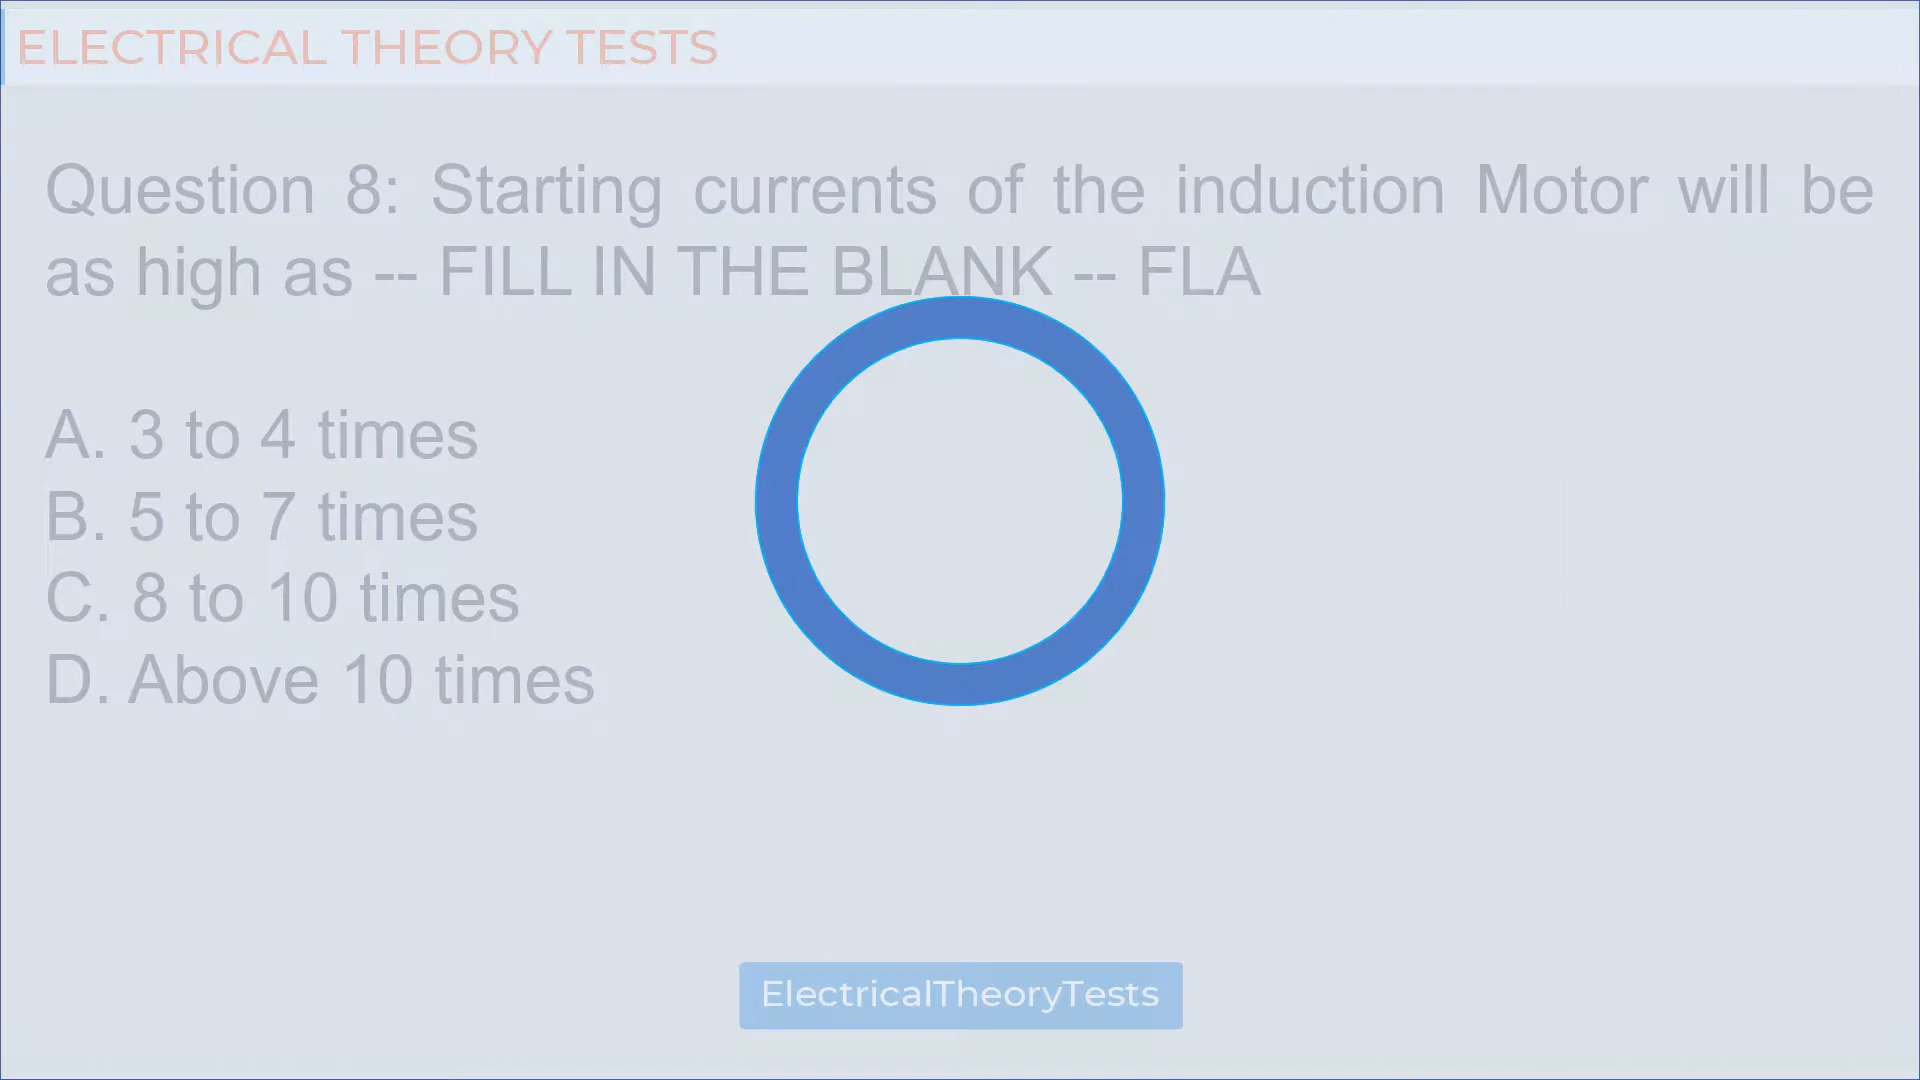 ELECTRICAL THEORY TESTS
Question 8: Starting currents of the induction Motor will be
as high as -- FILL IN THE BLANK -- FLA
A. 3 to 4 times
B. 5 to 7 times
C. 8 to 10 times
D. Above 10 times
ElectricalTheoryTests